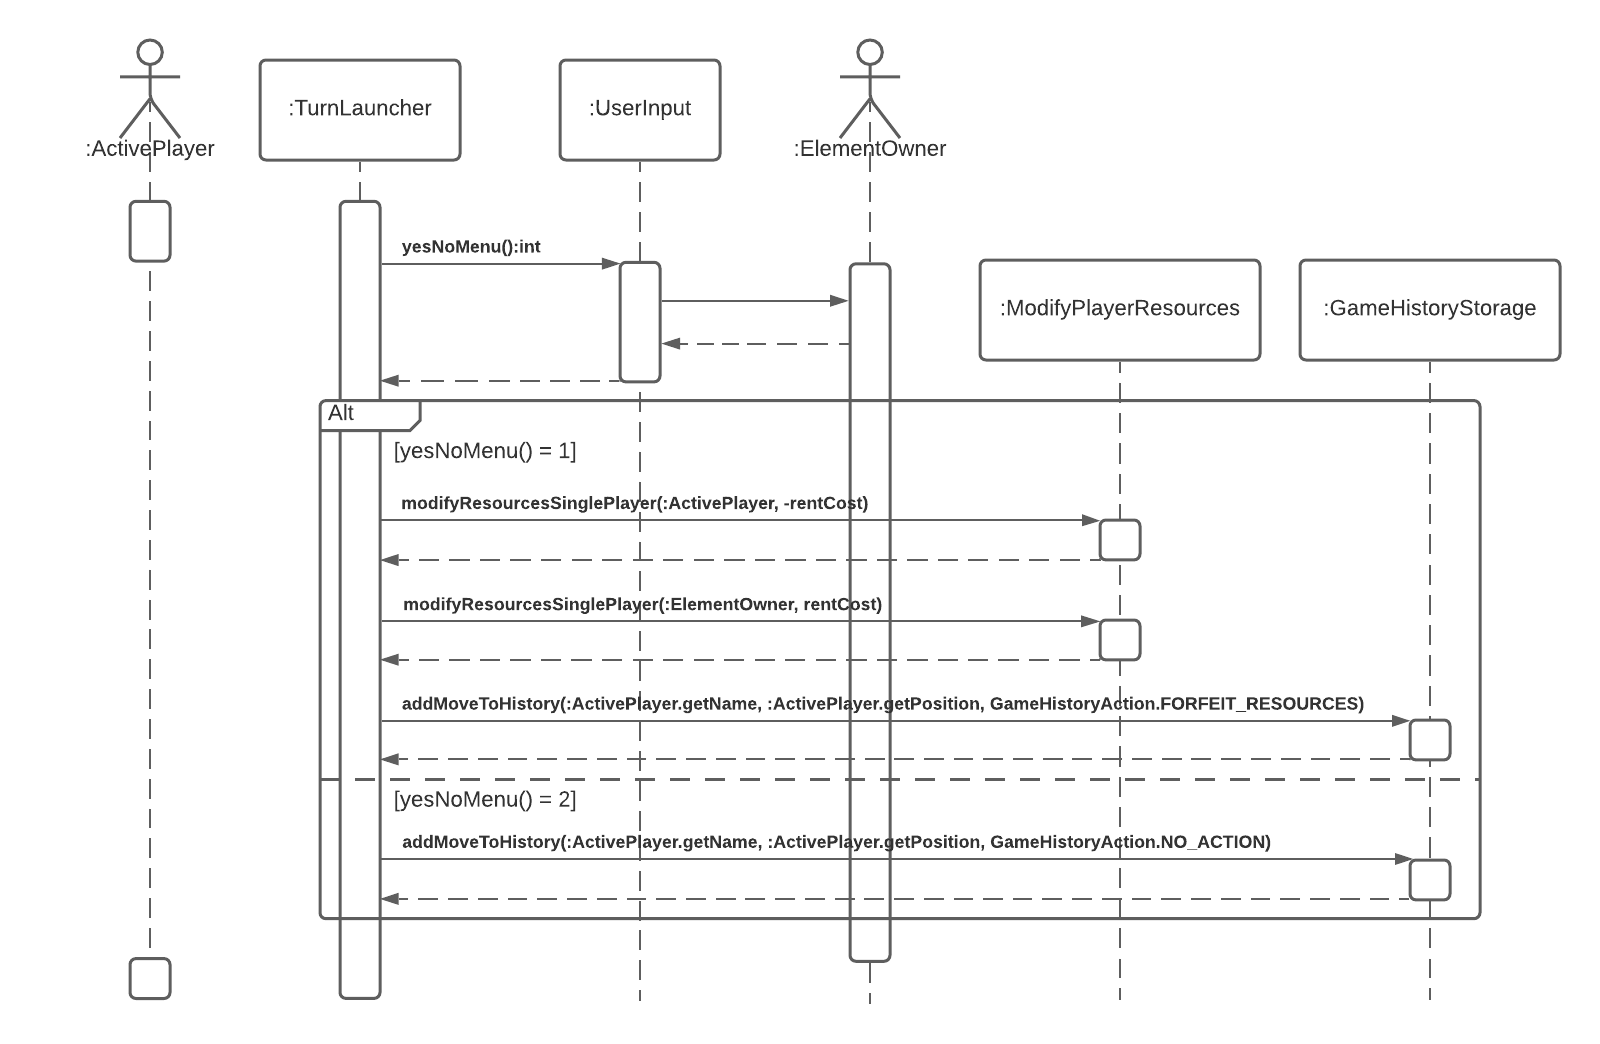 :ActivePlayer
:TurnLauncher
:UserInput
:ElementOwner
yesNoMenu():int
:ModifyPlayerResources
:GameHistoryStorage
Alt
[yesNoMenu() = 1]
modifyResourcesSinglePlayer(:ActivePlayer, -rentCost)
modifyResourcesSinglePlayer(:ElementOwner, rentCost)
addMoveToHistory(:ActivePlayer.getName, :ActivePlayer.getPosition, GameHistoryAction.FORFEIT_RESOURCES)
[yesNoMenu() = 2]
addMoveToHistory(:ActivePlayer.getName, :ActivePlayer.getPosition, GameHistoryAction.NO_ACTION)